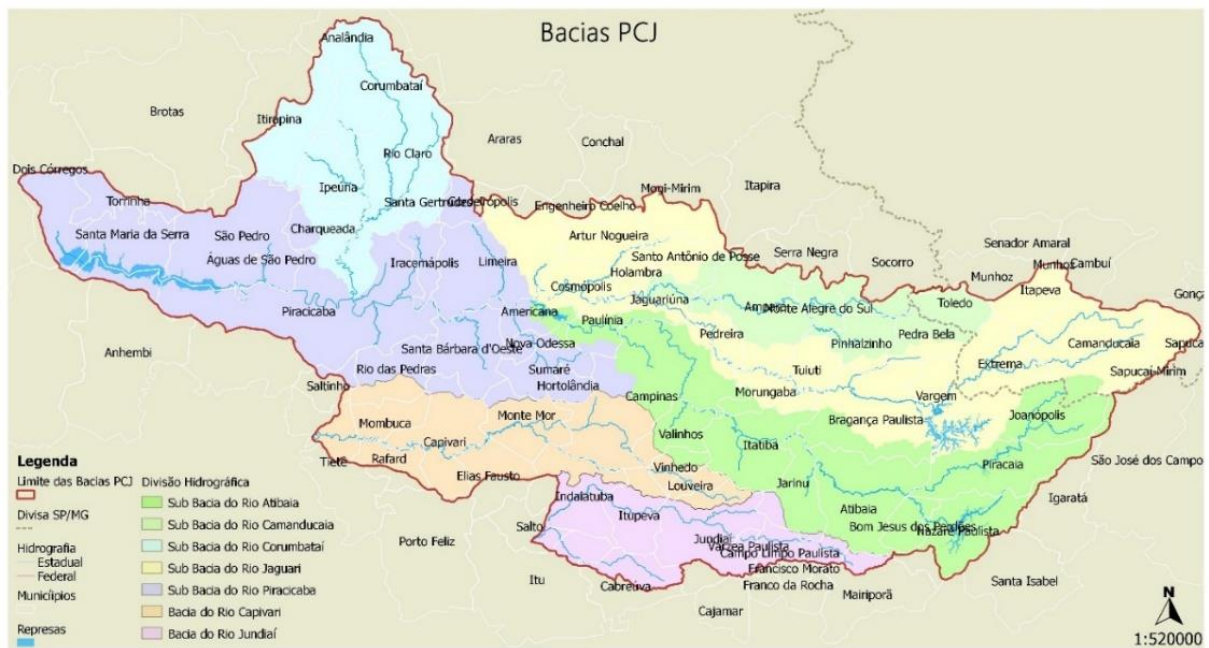 Bacias PCJ
Analândia
Corumbataí
Brotas
Itirapina
Araras
Conchal
Rio Claro
Dois Córregos
Ipeúna
Mogi-Mirim
Itapira
Torrinha
Santa Gertrudes
Cordeirópolis
Engenheiro Coelho
Charqueada
Santa Maria da Serra
São Pedro
Artur Nogueira
Senador Amaral
Águas de São Pedro
Iracemápolis
Limeira
Santo Antônio de Posse
Serra Negra
Socorro
Holambra
Munhoz
Munhoz
Cambuí
Cosmópolis
Itapeva
Gonça
Jaguariúna
Monte Alegre do Sul
Toledo
Piracicaba
Americana
Paulínia
Pedreira
Pedra Bela
Nova Odessa
Pinhalzinho
Camanducaia
Sapuca
Anhembi
Santa Bárbara d'Oeste
Rio das Pedras
Sumaré
Tuiuti
Extrema
Sapucaí-Mirim
Saltinho
Hortolândia
Campinas
Morungaba
Vargem
Mombuca
Monte Mor
Bragança Paulista
Joanópolis
Capivari
Valinhos
Itatiba
Tietê
Rafard
Vinhedo
Piracaia
São José dos Campo
Elias Fausto
Louveira
Jarinu
Indaiatuba
Igaratá
Itupeva
Atibaia
Salto
Bom Jesus dos Perdões
Nazaré Paulista
Porto Feliz
Jundiaí
Várzea Paulista
Campo Limpo Paulista
Itu
Francisco Morato
Cabreúva
Franco da Rocha
Santa Isabel
Mairiporã
Cajamar
Legenda
Limite das Bacias PCJ
Divisa SP/MG
Hidrografia
Estadual
Federal
Municípios
Represas
Divisão Hidrográfica
Sub Bacia do Rio Atibaia
Sub Bacia do Rio Camanducaia
Sub Bacia do Rio Corumbataí
Sub Bacia do Rio Jaguari
Sub Bacia do Rio Piracicaba
Bacia do Rio Capivari
Bacia do Rio Jundiaí
N
1:520000